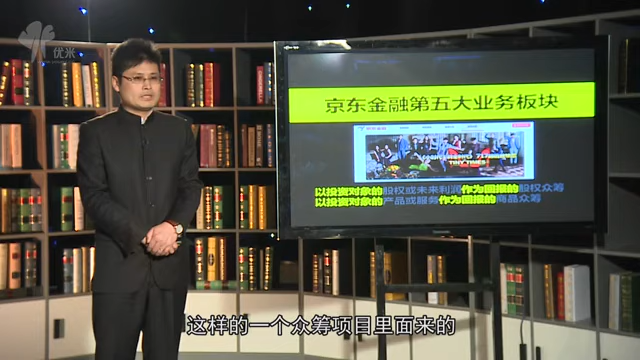 优米
京东金融第五大业务板块
TINY TIMES
以投资对象的股权或未来利润作为回报的股权众筹
以投资对象的产品或服务作为回报的商品众筹
这样的一个众筹项目里面来的